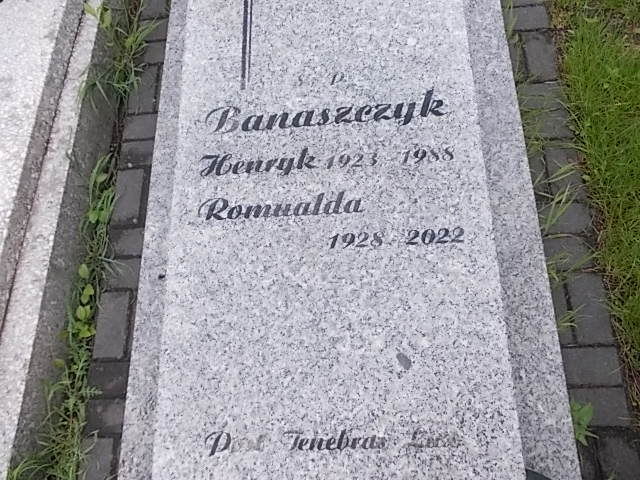 Ś. P.
Banaszczyk
Henryk 1923 - 1988
Romualda
1928 - 2022
Post Tenebras Lux